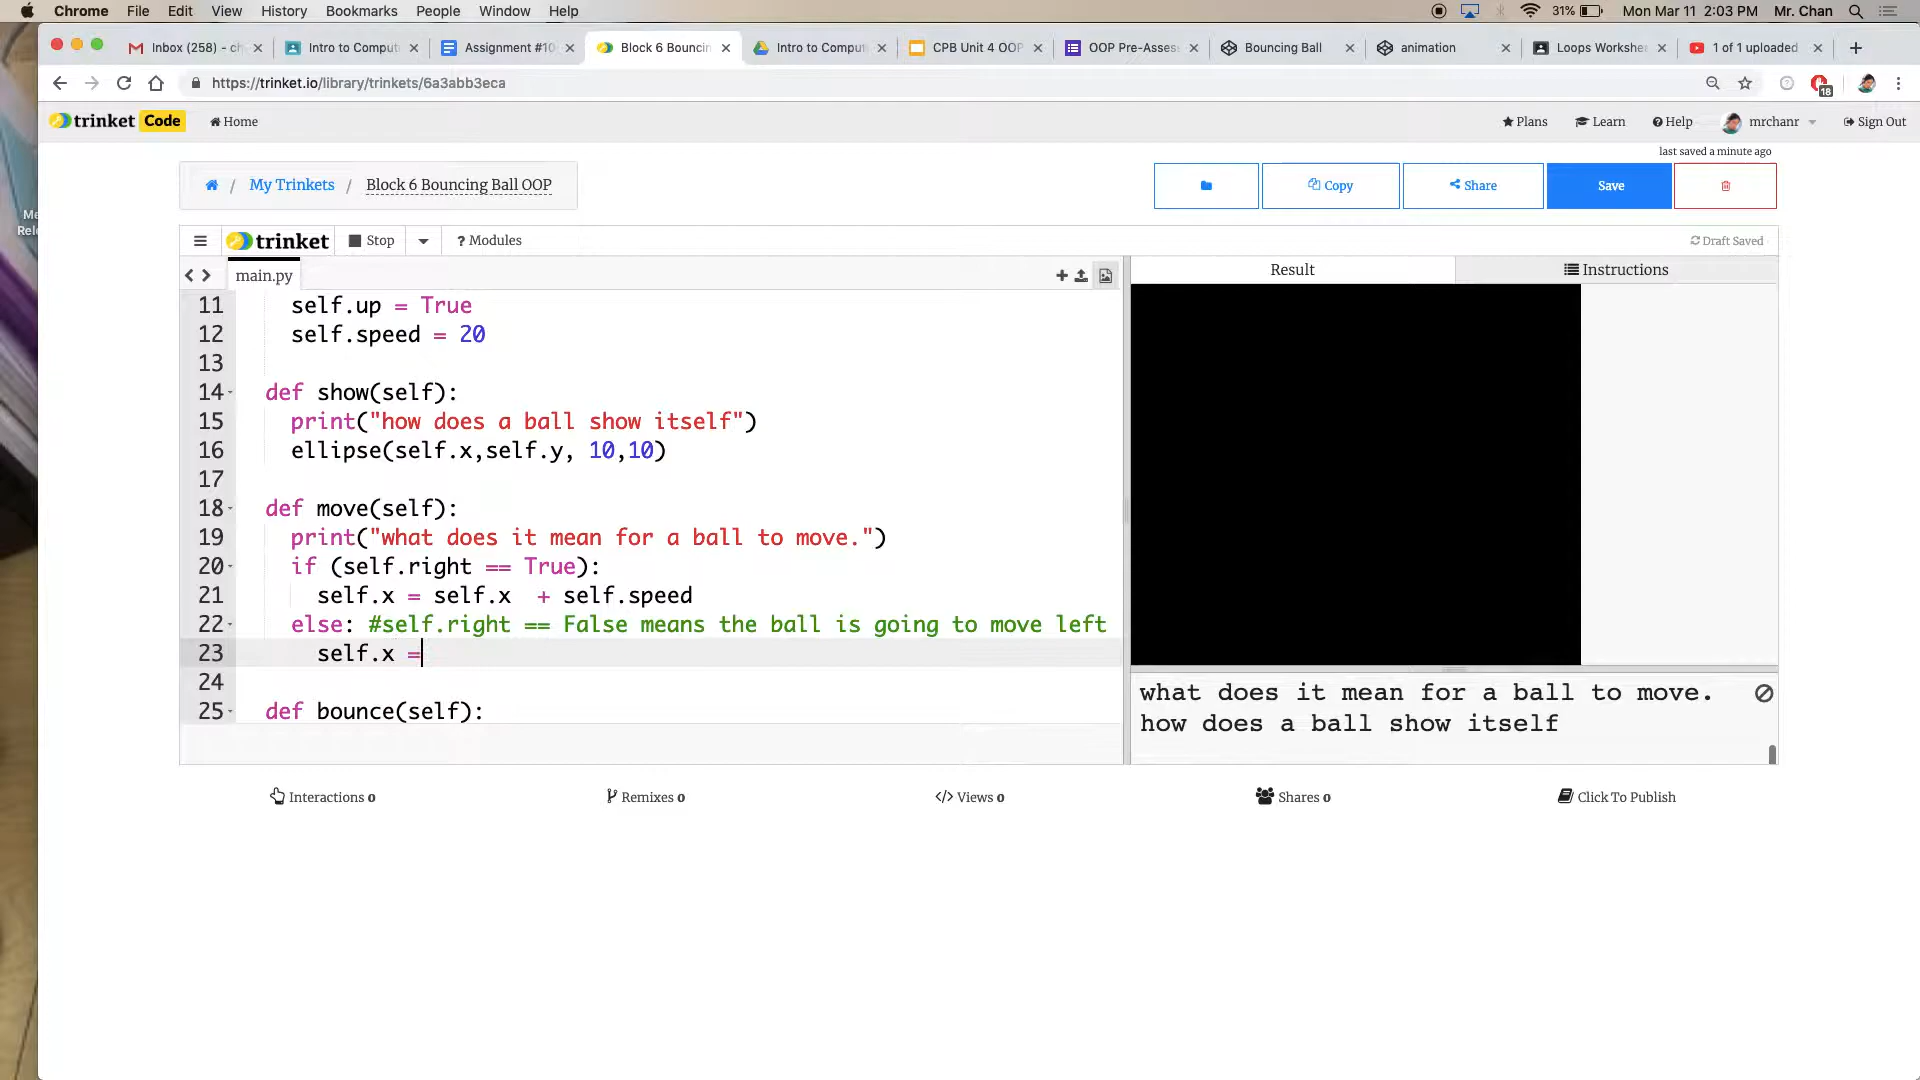 Chrome File Edit View History Bookmarks People Window Help 31% Mon Mar 11 2:03 PM Mr. Chan
Inbox (258) - ch Intro to Comput Assignment #10 Block 6 Bouncin Intro to Comput CPB Unit 4 OOP OOP Pre-Assess Bouncing Ball animation Loops Workshe 1 of 1 uploaded
https://trinket.io/library/trinkets/6a3abb3eca 18
trinket Code Home Plans Learn Help mrchanr Sign Out
last saved a minute ago
/ My Trinkets / Block 6 Bouncing Ball OOP Copy Share Save
trinket Stop ? Modules Draft Saved
main.py Result Instructions
11 self.up = True
12 self.speed = 20
13
14 def show(self):
15 print("how does a ball show itself")
16 ellipse(self.x,self.y, 10,10)
17
18 def move(self):
19 print("what does it mean for a ball to move.")
20 if (self.right == True):
21 self.x = self.x + self.speed
22 else: #self.right == False means the ball is going to move left
23 self.x =
24
25 def bounce(self):
what does it mean for a ball to move.
how does a ball show itself
Interactions 0 Remixes 0 Views 0 Shares 0 Click To Publish